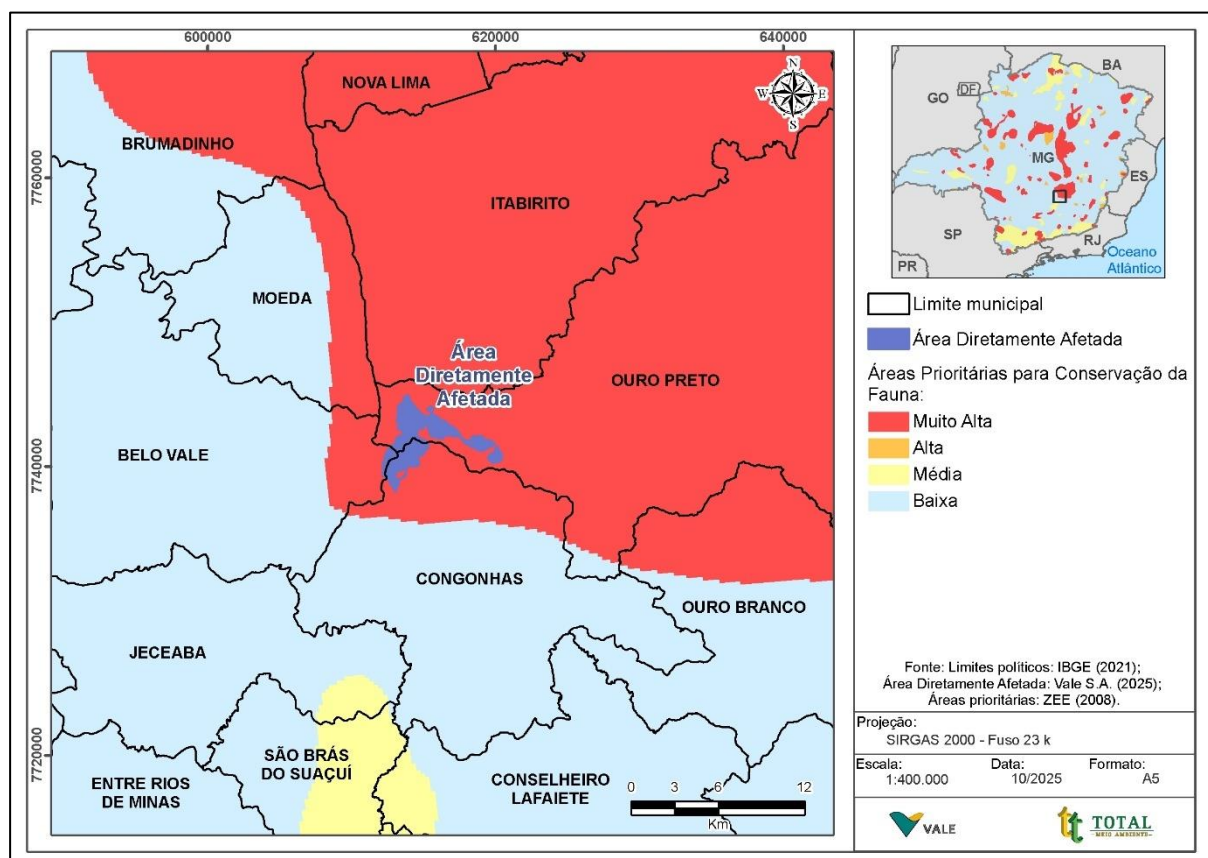 600000
620000
640000
7760000
7740000
7720000
NOVA LIMA
BRUMADINHO
ITABIRITO
MOEDA
Área
Diretamente
Afetada
OURO PRETO
BELO VALE
CONGONHAS
OURO BRANCO
JECEABA
SÃO BRÁS
DO SUAÇUÍ
ENTRE RIOS
DE MINAS
CONSELHEIRO
LAFAIETE
N
W
E
S
0 3 6 12
Km
BA
GO
DF
MG
ES
SP
RJ
PR
Oceano
Atlântico
Limite municipal
Área Diretamente Afetada
Áreas Prioritárias para Conservação da
Fauna:
Muito Alta
Alta
Média
Baixa
Fonte: Limites políticos: IBGE (2021);
Área Diretamente Afetada: Vale S.A. (2025);
Áreas prioritárias: ZEE (2008).
Projeção:
SIRGAS 2000 - Fuso 23 k
Escala: Data: Formato:
1:400.000 10/2025 A5
VALE
tt TOTAL
MEIO AMBIENTE